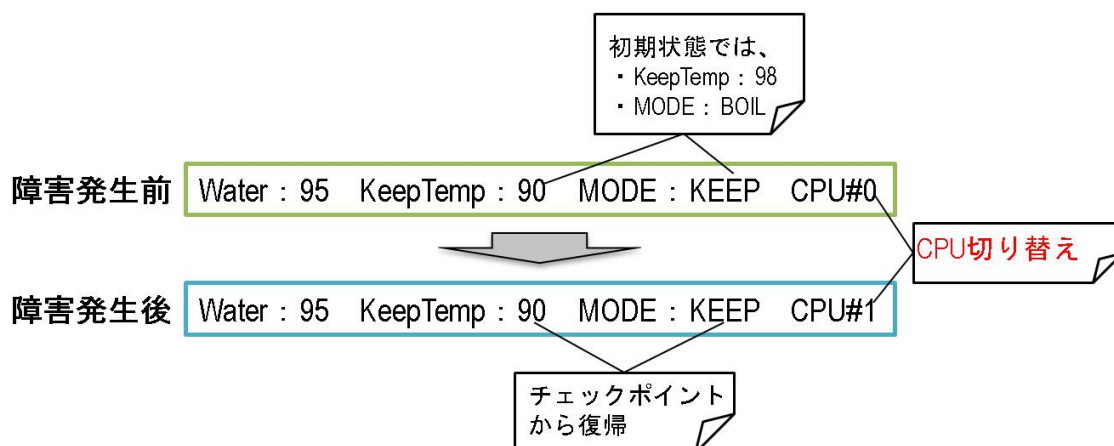 初期状態では、
・KeepTemp：98
・MODE：BOIL
障害発生前 Water：95 KeepTemp：90 MODE：KEEP CPU#0
CPU切り替え
障害発生後 Water：95 KeepTemp：90 MODE：KEEP CPU#1
チェックポイント
から復帰